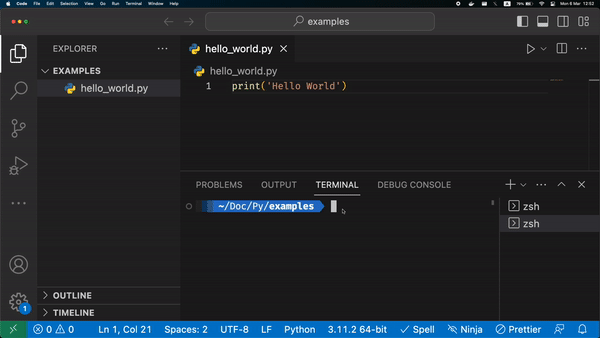 Code File Edit Selection View Go Run Terminal Window Help
Mon 6 Mar 12:52
examples
EXPLORER
EXAMPLES
hello_world.py
OUTLINE
TIMELINE
hello_world.py
hello_world.py
1 print('Hello World')
PROBLEMS OUTPUT TERMINAL DEBUG CONSOLE
~/Doc/Py/examples
zsh
zsh
1
0 0 Ln 1, Col 21 Spaces: 2 UTF-8 LF Python 3.11.2 64-bit Spell Ninja Prettier